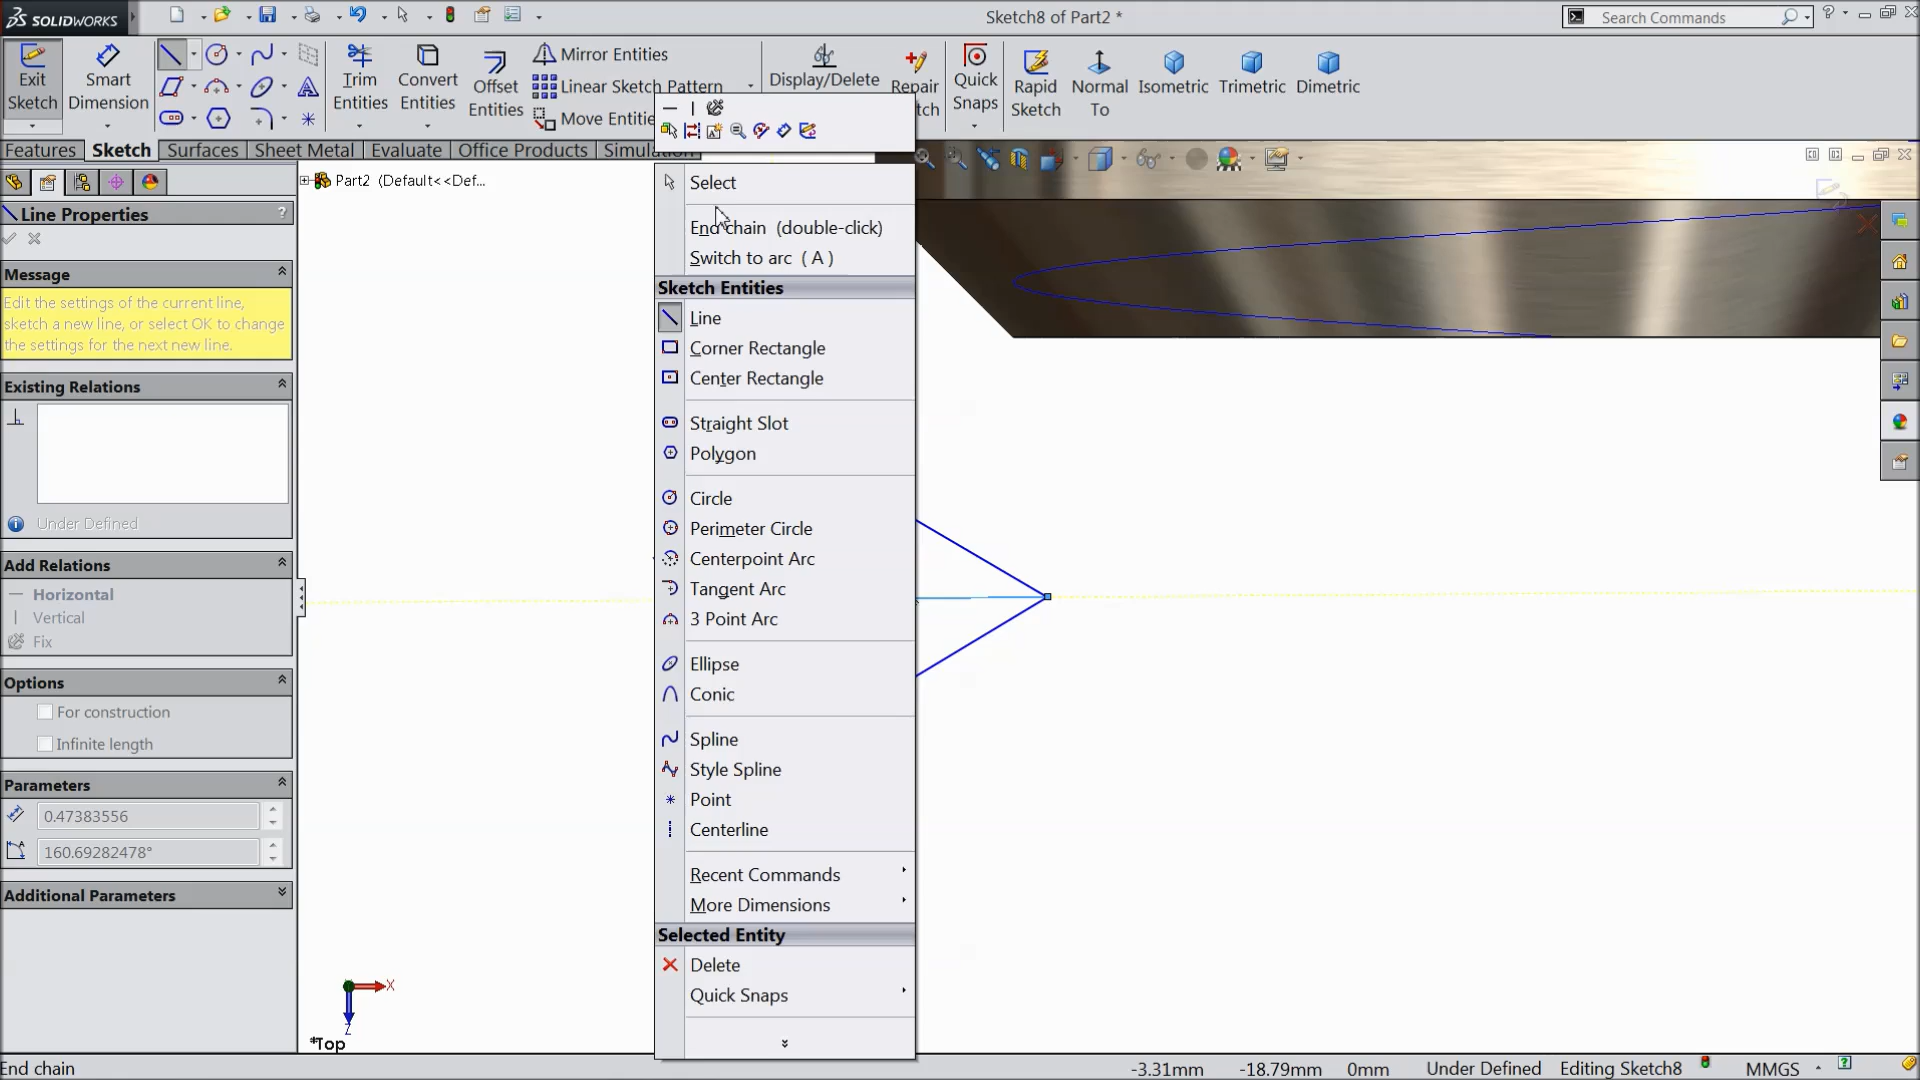 SOLIDWORKS
Sketch8 of Part2 *
Search Commands
Exit Sketch
Smart Dimension
Trim Entities
Convert Entities
Offset Entities
Mirror Entities
Linear Sketch Pattern
Move Entitie
Display/Delete
Repair
tch
Quick Snaps
Rapid Sketch
Normal To
Isometric
Trimetric
Dimetric
Features
Sketch
Surfaces
Sheet Metal
Evaluate
Office Products
Simula
Part2 (Default<<Def...
Line Properties
Message
Edit the settings of the current line,
sketch a new line, or select OK to change
the settings for the next new line.
Existing Relations
Under Defined
Add Relations
Horizontal
Vertical
Fix
Options
For construction
Infinite length
Parameters
0.47383556
160.69282478°
Additional Parameters
Select
End chain (double-click)
Switch to arc ( A )
Sketch Entities
Line
Corner Rectangle
Center Rectangle
Straight Slot
Polygon
Circle
Perimeter Circle
Centerpoint Arc
Tangent Arc
3 Point Arc
Ellipse
Conic
Spline
Style Spline
Point
Centerline
Recent Commands
More Dimensions
Selected Entity
Delete
Quick Snaps
X
Z
*Top
End chain
-3.31mm
-18.79mm
0mm
Under Defined
Editing Sketch8
MMGS